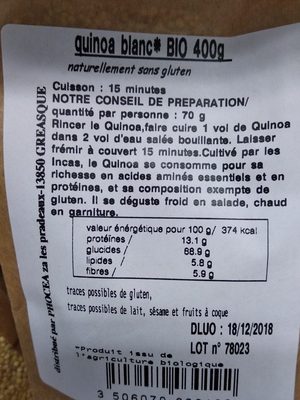 quinoa blanc* BIO 400g
naturellement sans gluten
Cuisson : 15 minutes
NOTRE CONSEIL DE PREPARATION/
quantité par personne : 70 g
Rincer le Quinoa,faire cuire 1 vol de Quinoa
dans 2 vol d'eau salée bouillante. Laisser
frémir à couvert 15 minutes.Cultivé par les
Incas, le Quinoa se consomme pour sa
richesse en acides aminés essentiels et en
protéines, et sa composition exempte de
gluten. Il se déguste froid en salade, chaud
en garniture.
valeur énérgétique pour 100 g/ 374 kcal
protéines / 13.1 g
glucides / 68.9 g
lipides / 5.8 g
fibres / 5.9 g
traces possibles de gluten,
traces possibles de lait, sésame et fruits à coque
DLUO : 18/12/2018
LOT n° 78023
*Produit issu de
l'agriculture biologique
3 506070
distribué par PHOCEA za les pradeaux-13850 GREASQUE